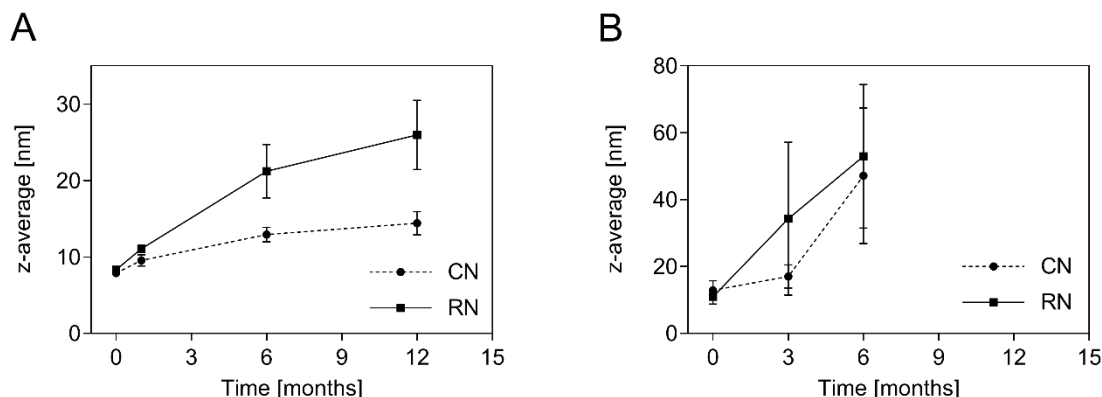 A
z-average [nm]
30
20
10
0
CN
RN
0 3 6 9 12 15
Time [months]
B
z-average [nm]
80
60
40
20
0
CN
RN
0 3 6 9 12 15
Time [months]